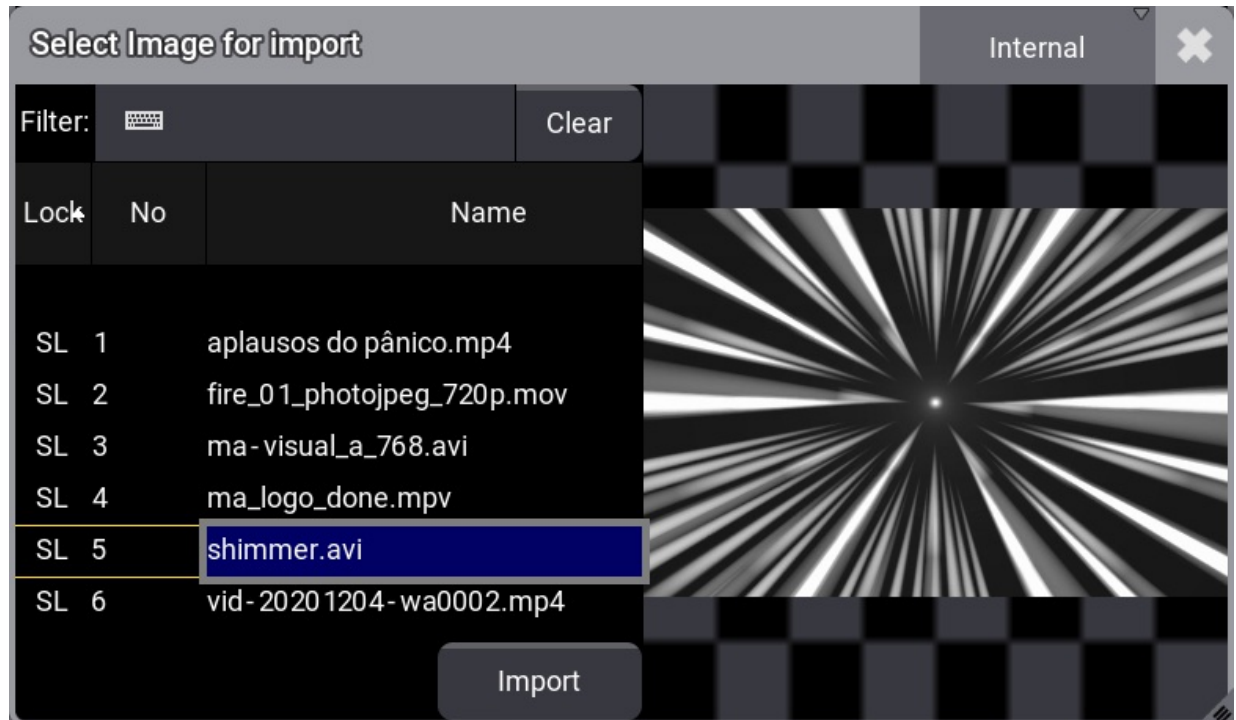 Select Image for import Internal
Filter: Clear
Lock No Name
SL 1 aplausos do pânico.mp4
SL 2 fire_01_photojpeg_720p.mov
SL 3 ma-visual_a_768.avi
SL 4 ma_logo_done.mpv
SL 5 shimmer.avi
SL 6 vid-20201204-wa0002.mp4
Import